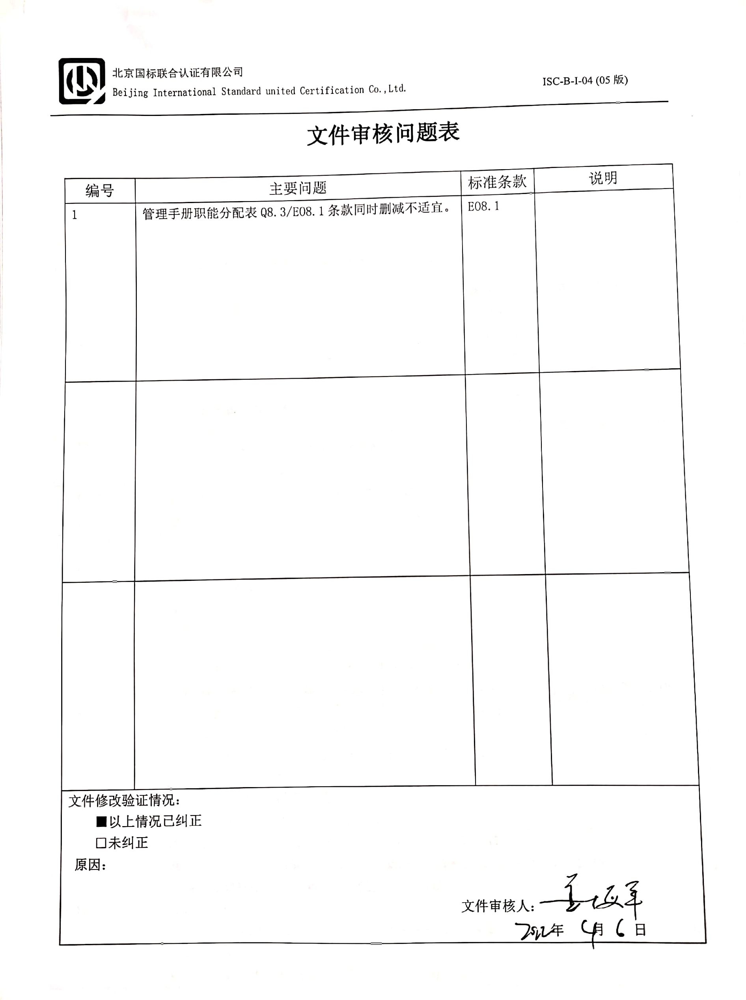 北京国标联合认证有限公司
Beijing International Standard united Certification Co.,Ltd.
ISC-B-I-04 (05 版)
文件审核问题表
编号 主要问题 标准条款 说明
1 管理手册职能分配表 Q8.3/EO8.1 条款同时删减不适宜。 EO8.1
文件修改验证情况：
■以上情况已纠正
□未纠正
原因：
文件审核人：
年 4月 6 日